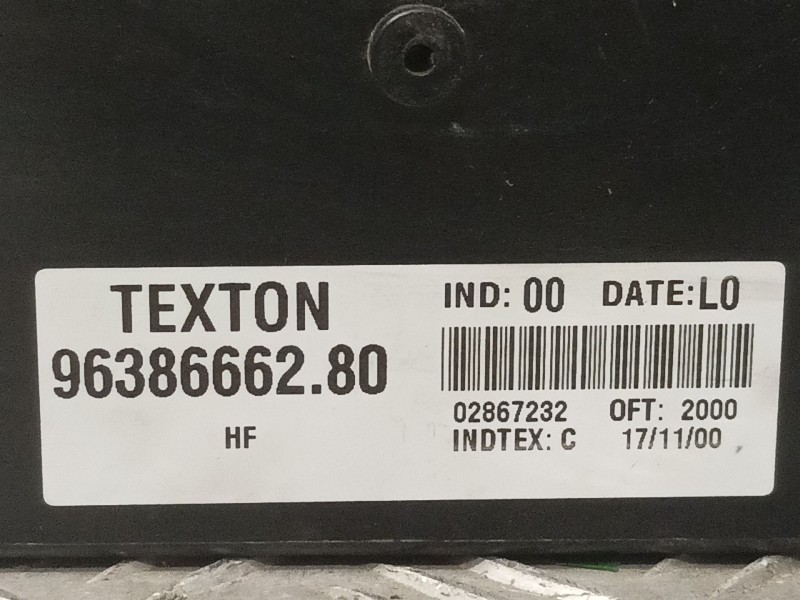 TEXTON
96386662.80
HF
IND: 00 DATE: L0
02867232 OFT: 2000
INDTEX: C 17/11/00